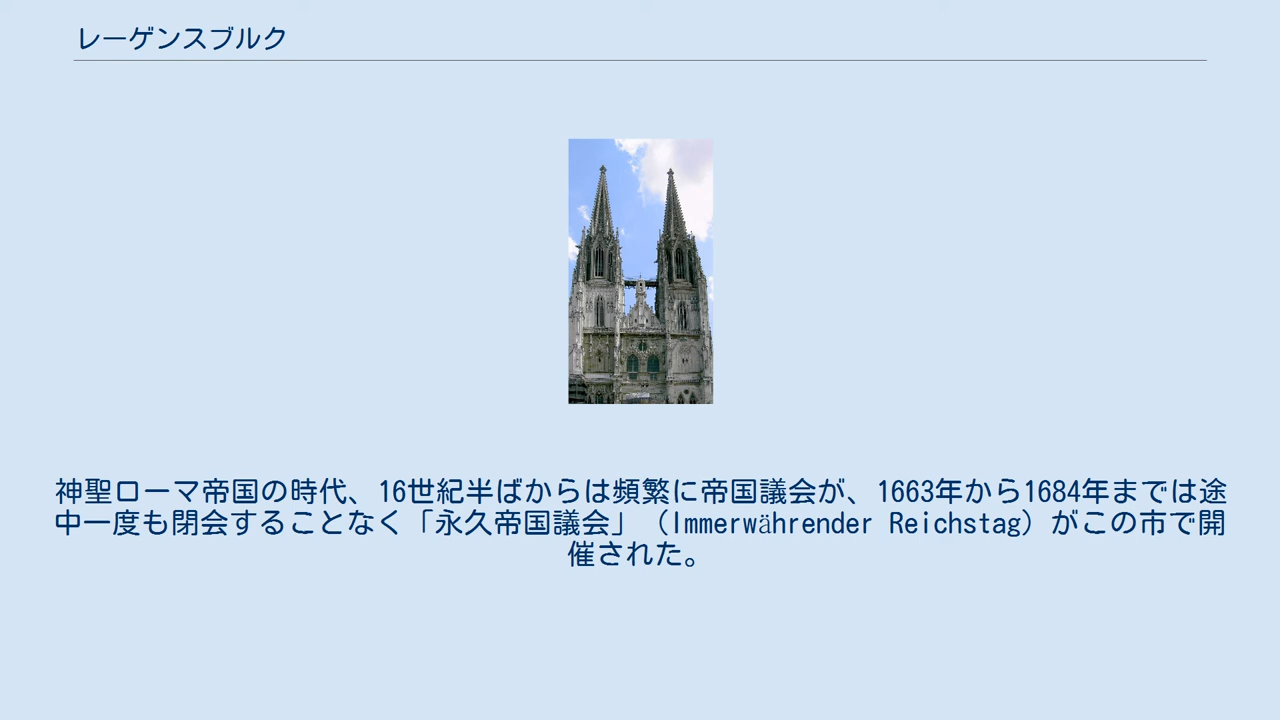 レーゲンスブルク
神聖ローマ帝国の時代、16世紀半ばからは頻繁に帝国議会が、1663年から1684年までは途
中一度も閉会することなく「永久帝国議会」（Immerwährender Reichstag）がこの市で開
催された。